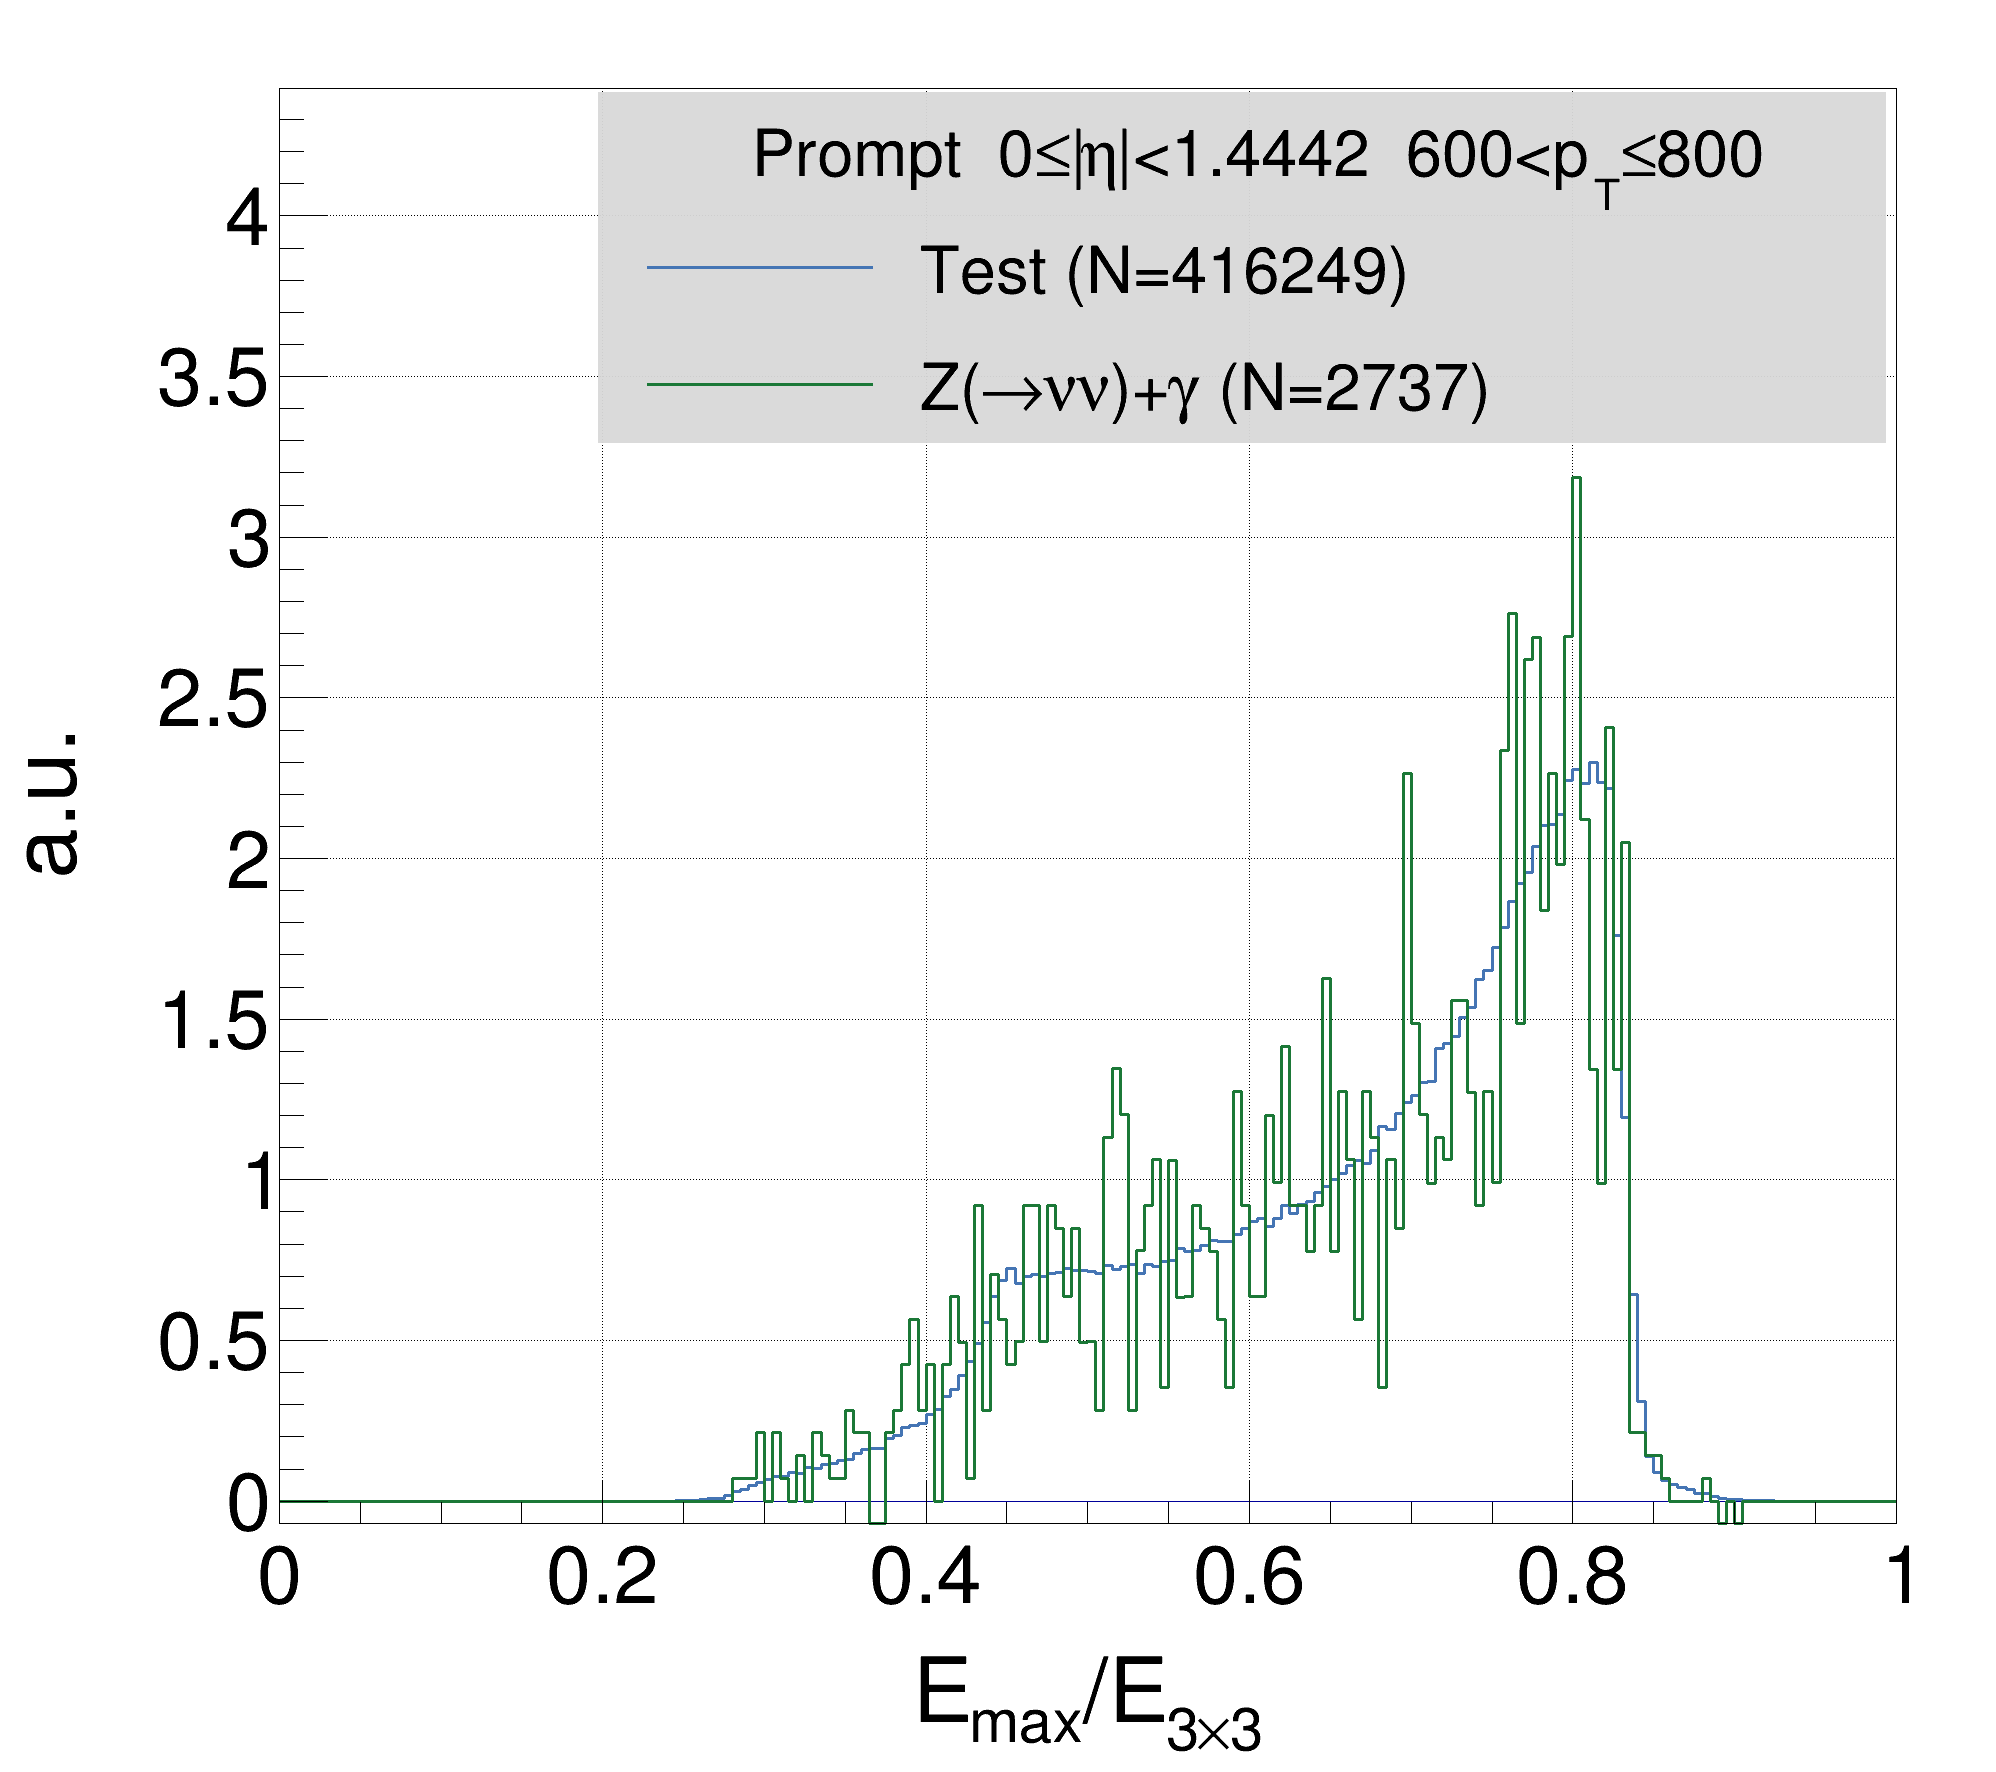 Prompt 0≤|η|<1.4442 600<p_T≤800
Test (N=416249)
Z(→νν)+γ (N=2737)
4
3.5
3
2.5
2
1.5
1
0.5
0
a.u.
0 0.2 0.4 0.6 0.8 1
E_max/E_3×3